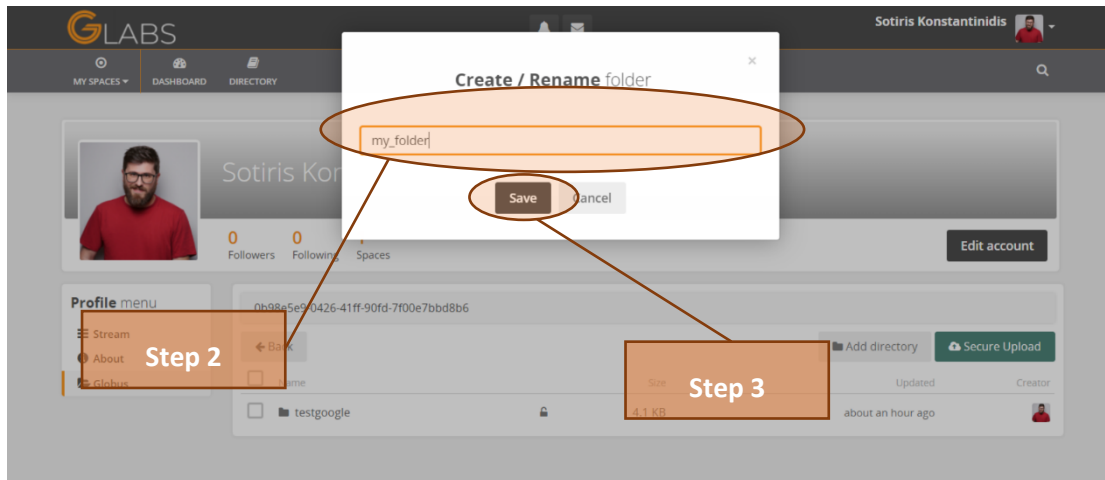 GLABS
Sotiris Konstantinidis
MY SPACES
DASHBOARD
DIRECTORY
×
Create / Rename folder
my_folder
Save
Cancel
Sotiris Kon
0
0
Followers
Following
Spaces
Edit account
Profile menu
Stream
About
Globus
Step 2
0b98e5e9-0426-41ff-90fd-7f00e7bbd8b6
Back
Add directory
Secure Upload
Step 3
Name
Size
Updated
Creator
testgoogle
4.1 KB
about an hour ago